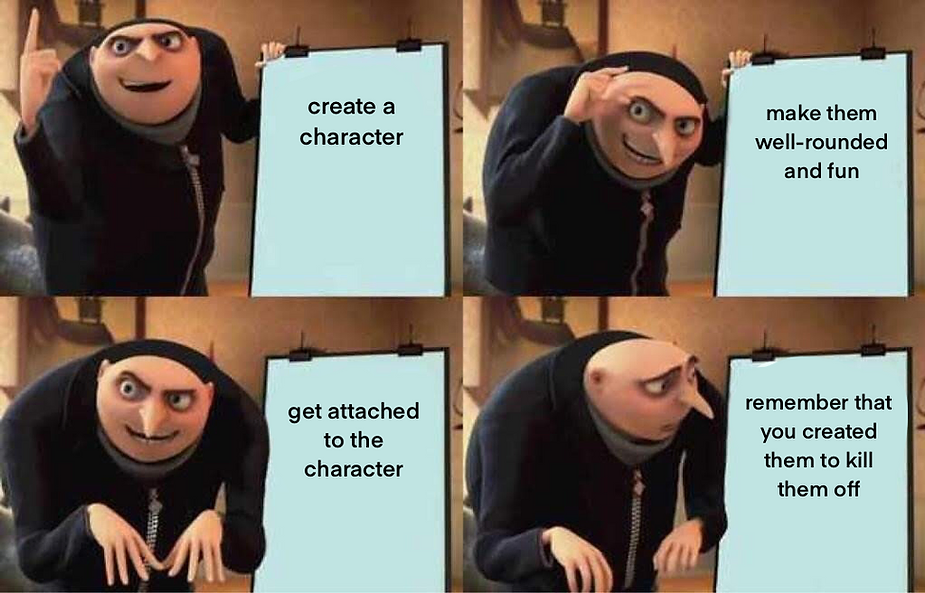 create a
character
make them
well-rounded
and fun
get attached
to the
character
remember that
you created
them to kill
them off